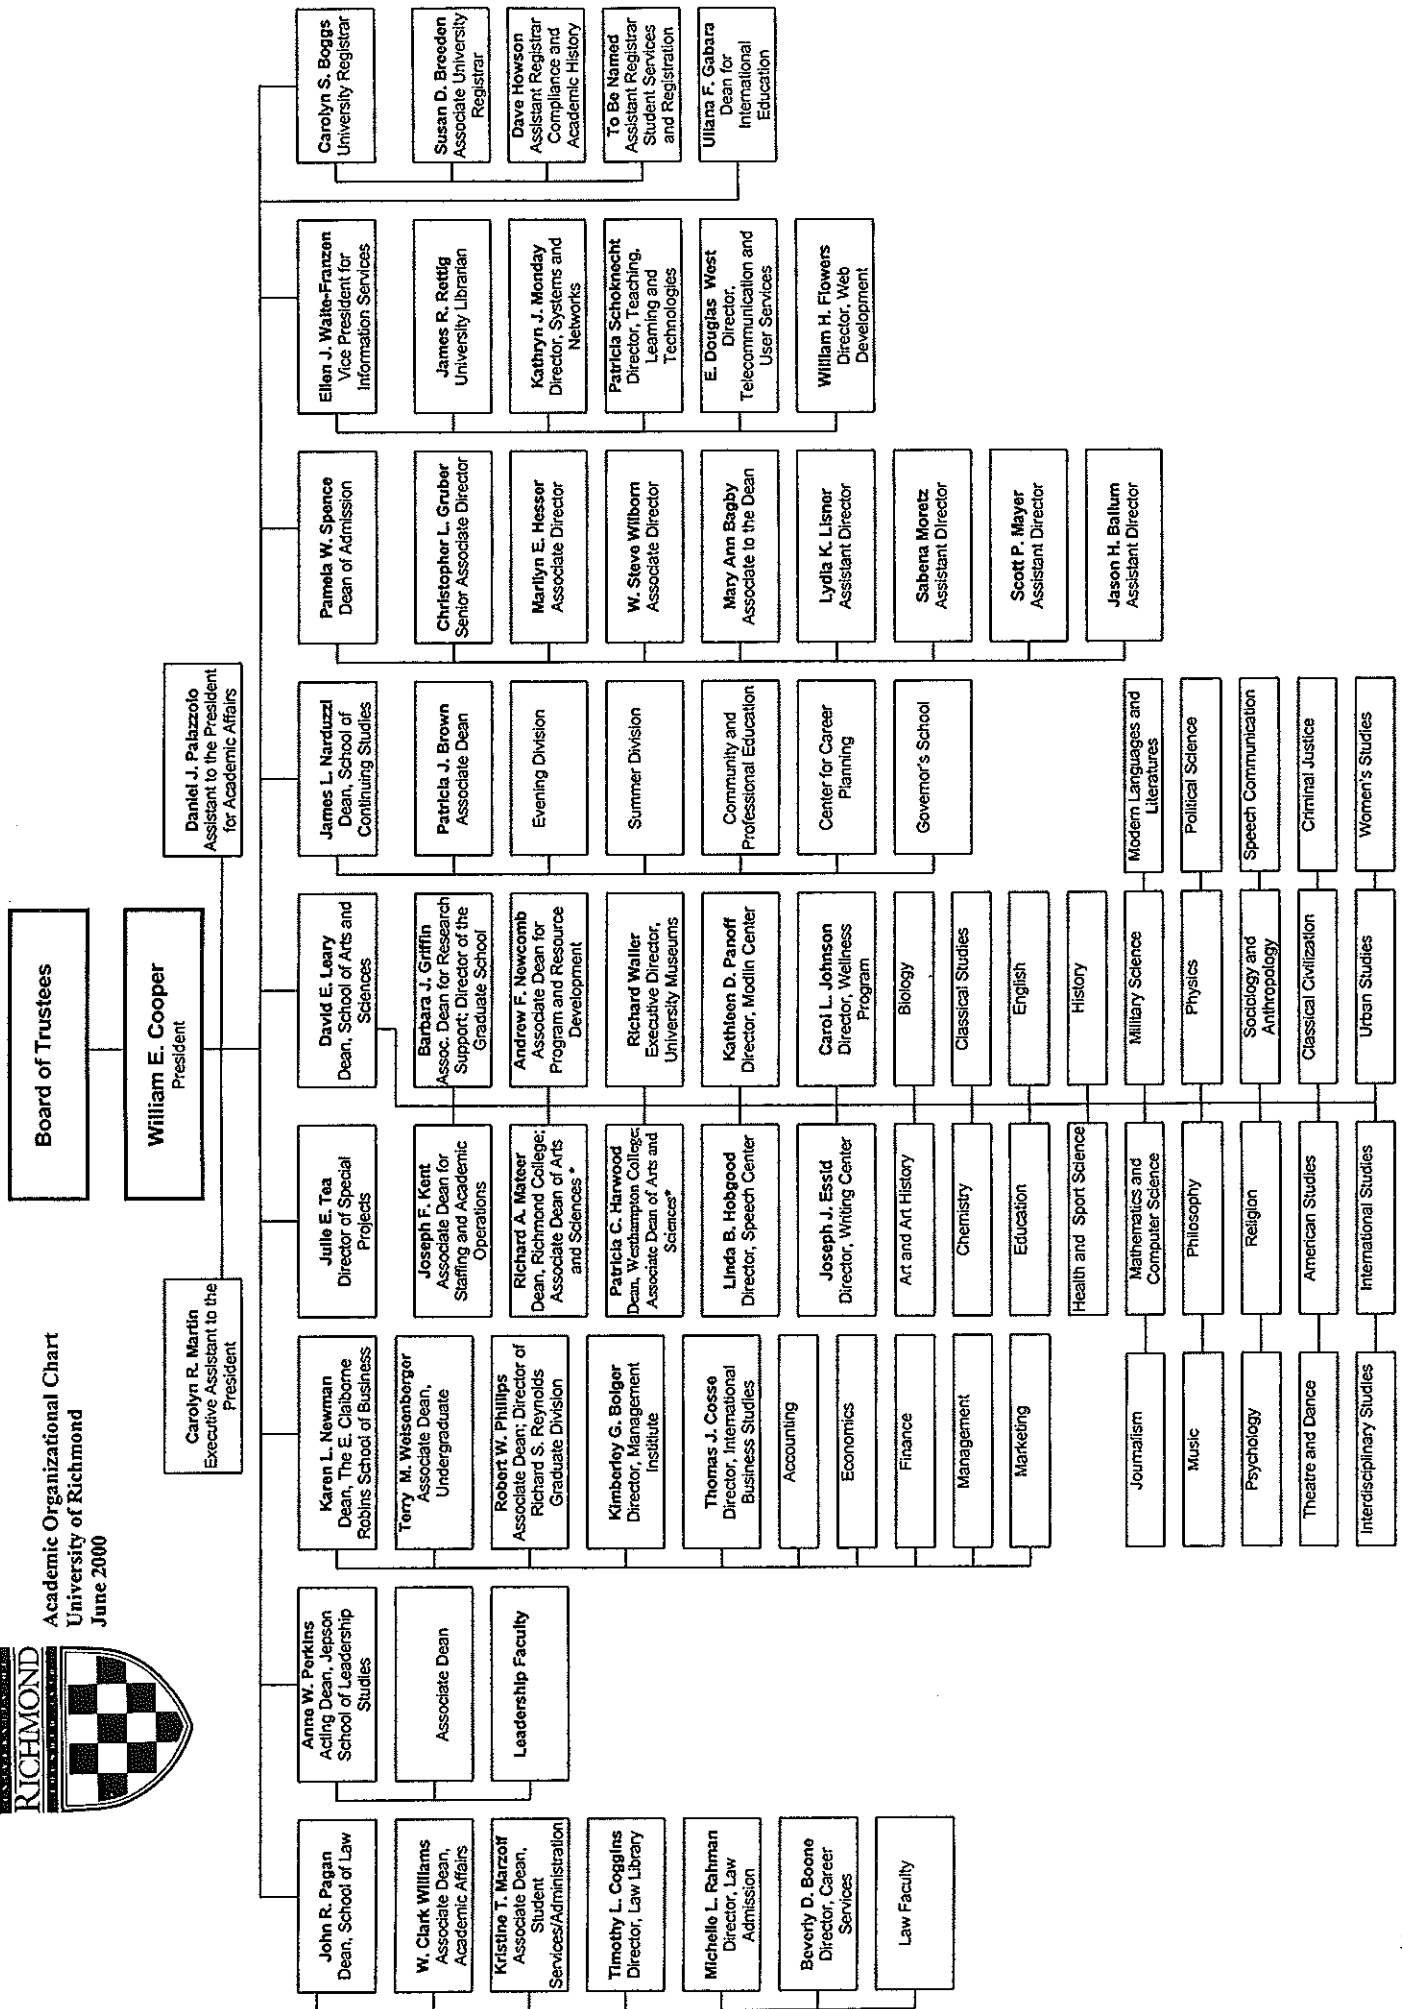 RICHMOND
Academic Organizational Chart
University of Richmond
June 2000
Board of Trustees
William E. Cooper
President
Carolyn R. Martin
Executive Assistant to the
President
Daniel J. Palazzolo
Assistant to the President
for Academic Affairs
John R. Pagan
Dean, School of Law
W. Clark Williams
Associate Dean,
Academic Affairs
Kristine T. Marzolf
Associate Dean,
Student
Services/Administration
Timothy L. Coggins
Director, Law Library
Michelle L. Rahman
Director, Law
Admission
Beverly D. Boone
Director, Career
Services
Law Faculty
Anne W. Perkins
Acting Dean, Jepson
School of Leadership
Studies
Associate Dean
Leadership Faculty
Karen L. Newman
Dean, The E. Claiborne
Robins School of Business
Terry M. Weisenberger
Associate Dean,
Undergraduate
Robert W. Phillips
Associate Dean; Director of
Richard S. Reynolds
Graduate Division
Kimberley G. Bolger
Director, Management
Institute
Thomas J. Cosse
Director, International
Business Studies
Accounting
Economics
Finance
Management
Marketing
Julie E. Tea
Director of Special
Projects
David E. Leary
Dean, School of Arts and
Sciences
Joseph F. Kent
Associate Dean for
Staffing and Academic
Operations
Barbara J. Griffin
Assoc. Dean for Research
Support; Director of the
Graduate School
Richard A. Mateer
Dean, Richmond College;
Associate Dean of Arts
and Sciences *
Andrew F. Newcomb
Associate Dean for
Program and Resource
Development
Patricia C. Harwood
Dean, Westhampton College;
Associate Dean of Arts and
Sciences*
Richard Waller
Executive Director,
University Museums
Linda B. Hobgood
Director, Speech Center
Kathleen D. Panoff
Director, Modlin Center
Joseph J. Essid
Director, Writing Center
Carol L. Johnson
Director, Wellness
Program
Art and Art History
Biology
Chemistry
Classical Studies
Education
English
Health and Sport Science
History
Journalism
Mathematics and
Computer Science
Military Science
Modern Languages and
Literatures
Music
Philosophy
Physics
Political Science
Psychology
Religion
Sociology and
Anthropology
Speech Communication
Theatre and Dance
American Studies
Classical Civilization
Criminal Justice
Interdisciplinary Studies
International Studies
Urban Studies
Women's Studies
James L. Narduzzi
Dean, School of
Continuing Studies
Patricia J. Brown
Associate Dean
Evening Division
Summer Division
Community and
Professional Education
Center for Career
Planning
Governor's School
Pamela W. Spence
Dean of Admission
Christopher L. Gruber
Senior Associate Director
Marilyn E. Hesser
Associate Director
W. Steve Wilborn
Associate Director
Mary Ann Bagby
Associate to the Dean
Lydia K. Lisner
Assistant Director
Sabena Moretz
Assistant Director
Scott P. Mayer
Assistant Director
Jason H. Ballum
Assistant Director
Ellen J. Waite-Franzen
Vice President for
Information Services
James R. Rettig
University Librarian
Kathryn J. Monday
Director, Systems and
Networks
Patricia Schoknecht
Director, Teaching,
Learning and
Technologies
E. Douglas West
Director,
Telecommunication and
User Services
William H. Flowers
Director, Web
Development
Carolyn S. Boggs
University Registrar
Susan D. Breeden
Associate University
Registrar
Dave Howson
Assistant Registrar
Compliance and
Academic History
To Be Named
Assistant Registrar
Student Services
and Registration
Uliana F. Gabara
Dean for
International
Education